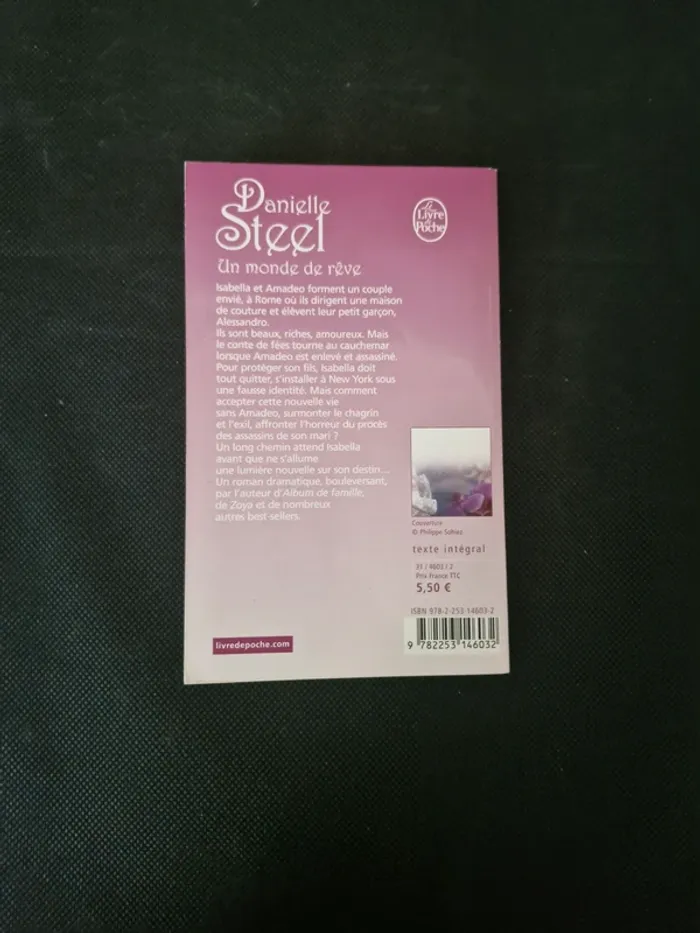 Danielle
Steel
Un monde de rêve
Le
Livre
de
Poche
Isabella et Amadeo forment un couple
envié, à Rome où ils dirigent une maison
de couture et élèvent leur petit garçon,
Alessandro.
Ils sont beaux, riches, amoureux. Mais
le conte de fées tourne au cauchemar
lorsque Amadeo est enlevé et assassiné.
Pour protéger son fils, Isabella doit
tout quitter, s'installer à New York sous
une fausse identité. Mais comment
accepter cette nouvelle vie
sans Amadeo, surmonter le chagrin
et l'exil, affronter l'horreur du procès
des assassins de son mari ?
Un long chemin attend Isabella
avant que ne s'allume
une lumière nouvelle sur son destin...
Un roman dramatique, bouleversant,
par l'auteur d'Album de famille,
de Zoya et de nombreux
autres best-sellers.
Couverture
© Philippe
texte intégral
31 / 4603 / 2
Prix France TTC
5,50 €
ISBN 978-2-253-14603-2
9 782253 146032
livredepoche.com